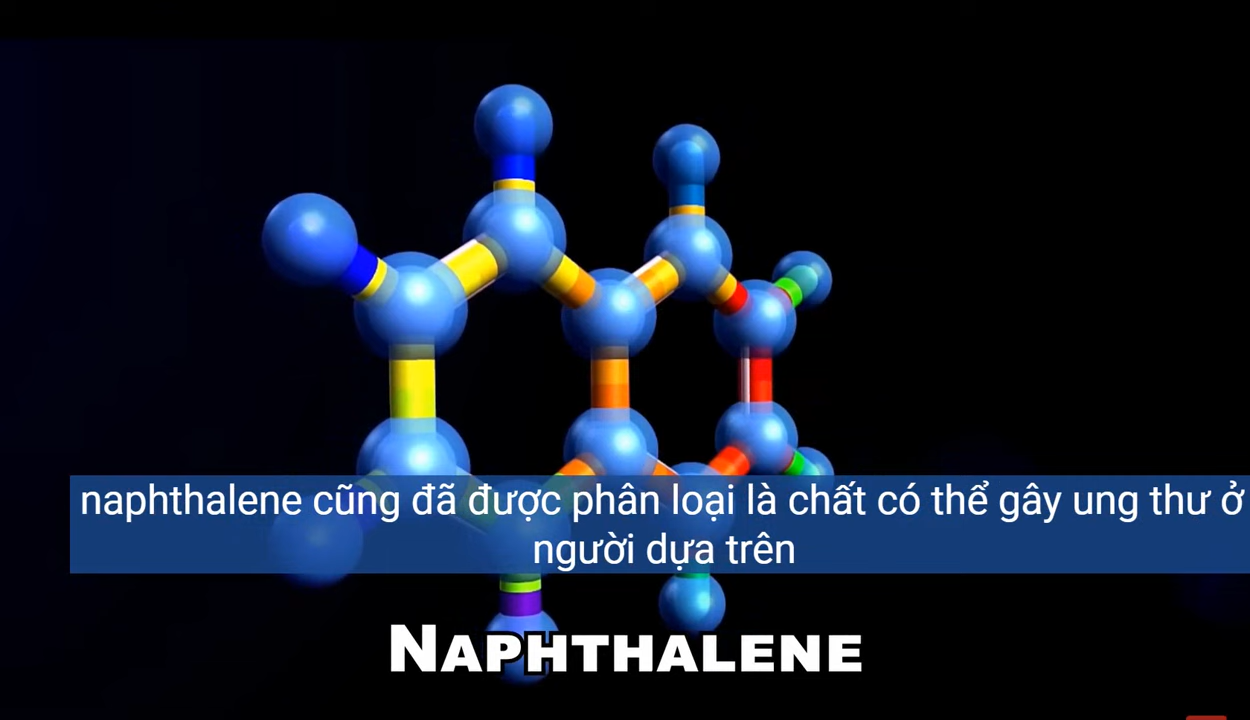 naphthalene cũng đã được phân loại là chất có thể gây ung thư ở
người dựa trên
NAPHTHALENE